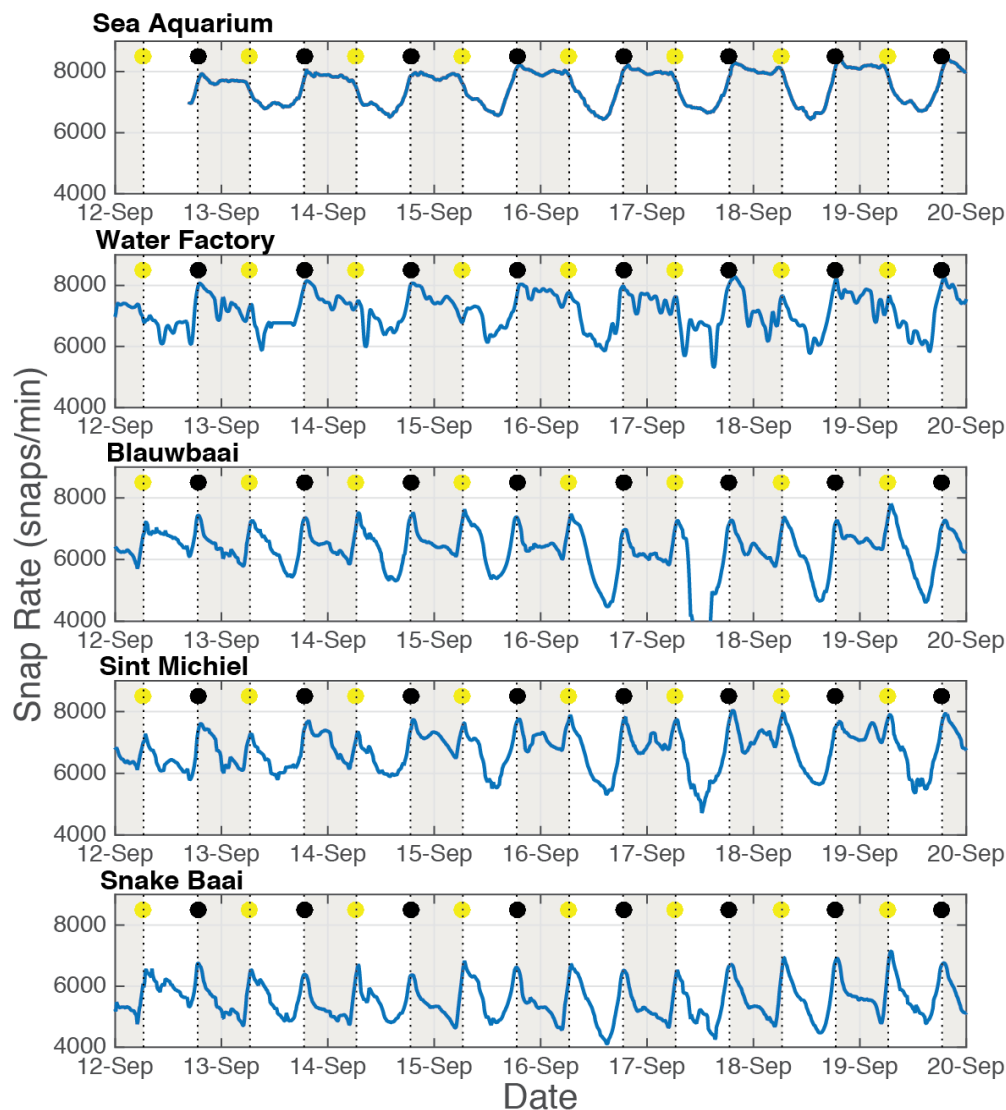 Sea Aquarium
8000
6000
4000
12-Sep 13-Sep 14-Sep 15-Sep 16-Sep 17-Sep 18-Sep 19-Sep 20-Sep
Water Factory
8000
6000
4000
12-Sep 13-Sep 14-Sep 15-Sep 16-Sep 17-Sep 18-Sep 19-Sep 20-Sep
Blauwbaai
8000
6000
4000
12-Sep 13-Sep 14-Sep 15-Sep 16-Sep 17-Sep 18-Sep 19-Sep 20-Sep
Snap Rate (snaps/min)
Sint Michiel
8000
6000
4000
12-Sep 13-Sep 14-Sep 15-Sep 16-Sep 17-Sep 18-Sep 19-Sep 20-Sep
Snake Baai
8000
6000
4000
12-Sep 13-Sep 14-Sep 15-Sep 16-Sep 17-Sep 18-Sep 19-Sep 20-Sep
Date